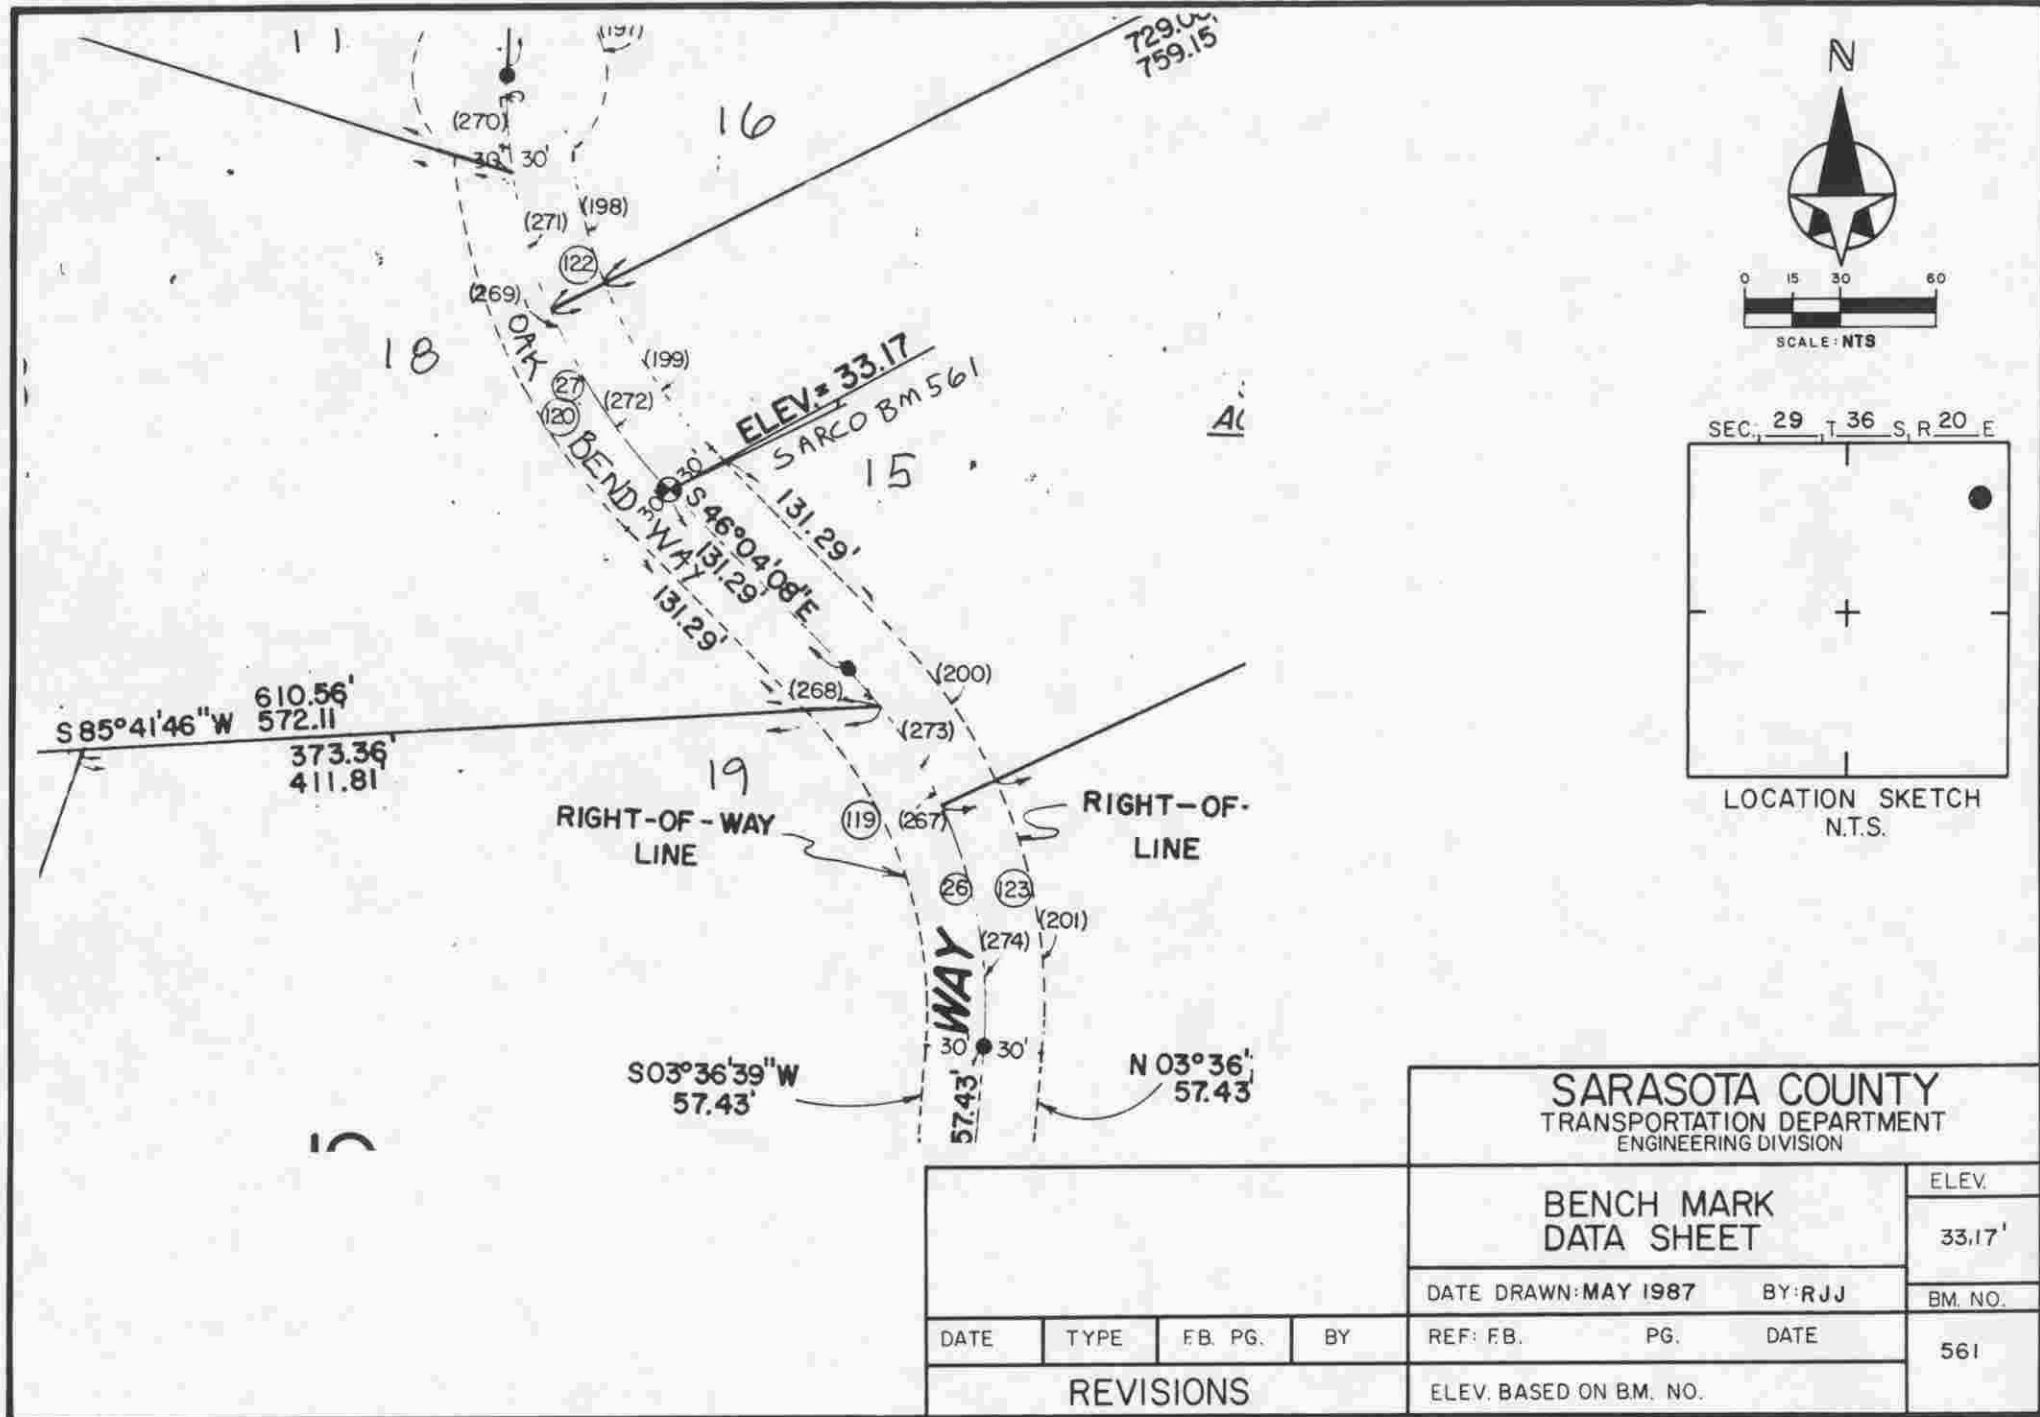 11
(197)
729.00'
759.15
N
(270)
16
30' 30'
(271)
(198)
122
(269)
OAK
18
(199)
27
(272)
120
BEND WAY
ELEV.= 33.17
SARCO BM 561
15
30'
30'
S 46°04'08"E
131.29'
131.29'
131.29'
0 15 30 60
SCALE: NTS
SEC. 29 T 36 S, R 20 E
LOCATION SKETCH
N.T.S.
(268)
(200)
(273)
S 85°41'46"W
610.56'
572.11
373.36'
411.81'
19
RIGHT-OF-WAY
LINE
119
(267)
RIGHT-OF-
LINE
26
123
(201)
(274)
WAY
30' 30'
S03°36'39"W
57.43'
57.43'
N 03°36'
57.43
SARASOTA COUNTY
TRANSPORTATION DEPARTMENT
ENGINEERING DIVISION
BENCH MARK
DATA SHEET
ELEV.
33.17'
DATE DRAWN: MAY 1987 BY: RJJ
BM. NO.
561
DATE TYPE F.B. PG. BY
REF: F.B. PG. DATE
REVISIONS
ELEV. BASED ON B.M. NO.